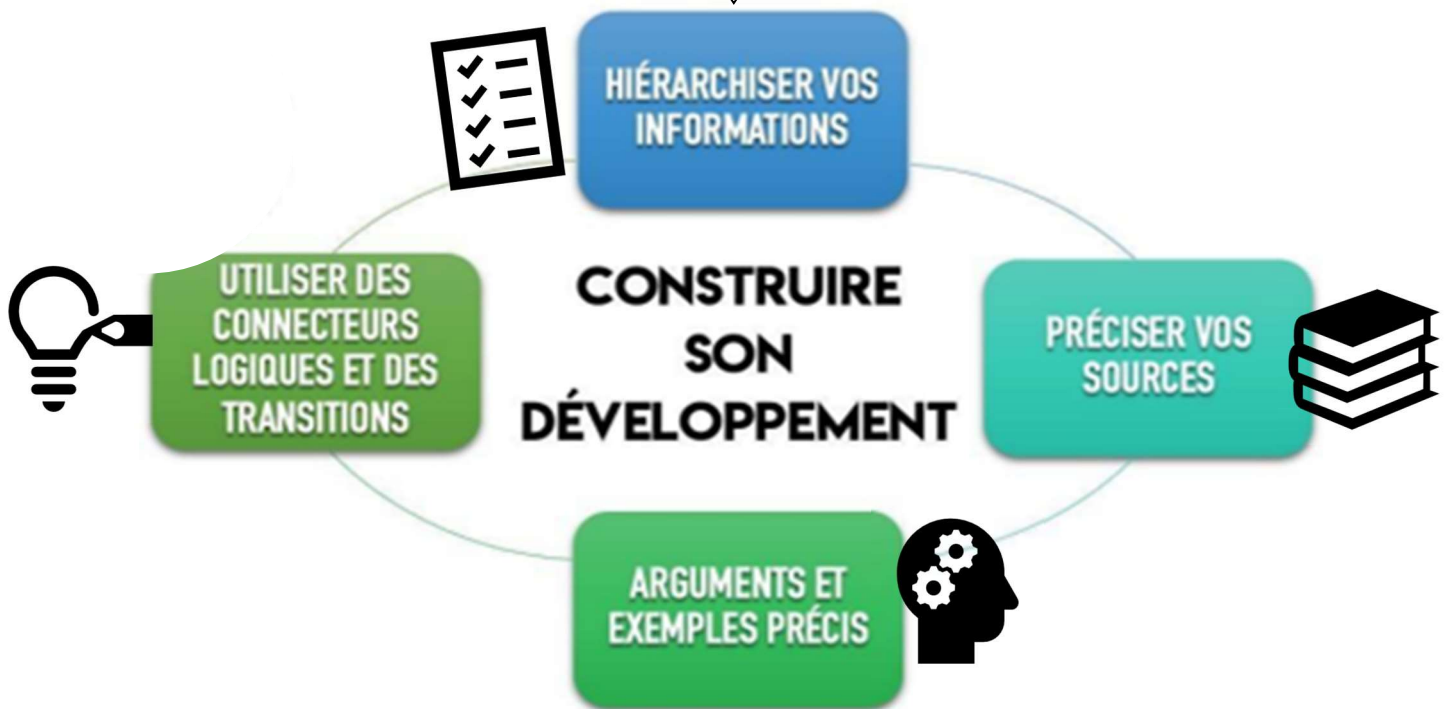 HIÉRARCHISER VOS
INFORMATIONS
UTILISER DES
CONNECTEURS
LOGIQUES ET DES
TRANSITIONS
CONSTRUIRE
SON
DÉVELOPPEMENT
PRÉCISER VOS
SOURCES
ARGUMENTS ET
EXEMPLES PRÉCIS